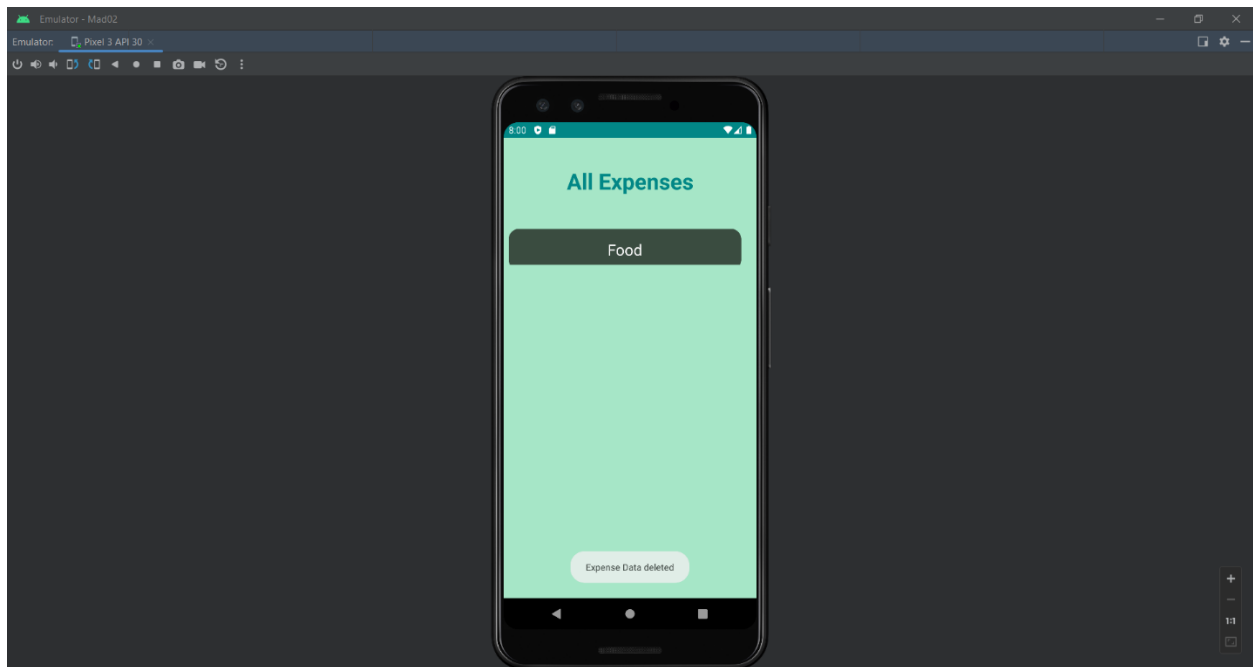 Emulator - Mad02
Emulator: Pixel 3 API 30
8:00
All Expenses
Food
Expense Data deleted
1:1